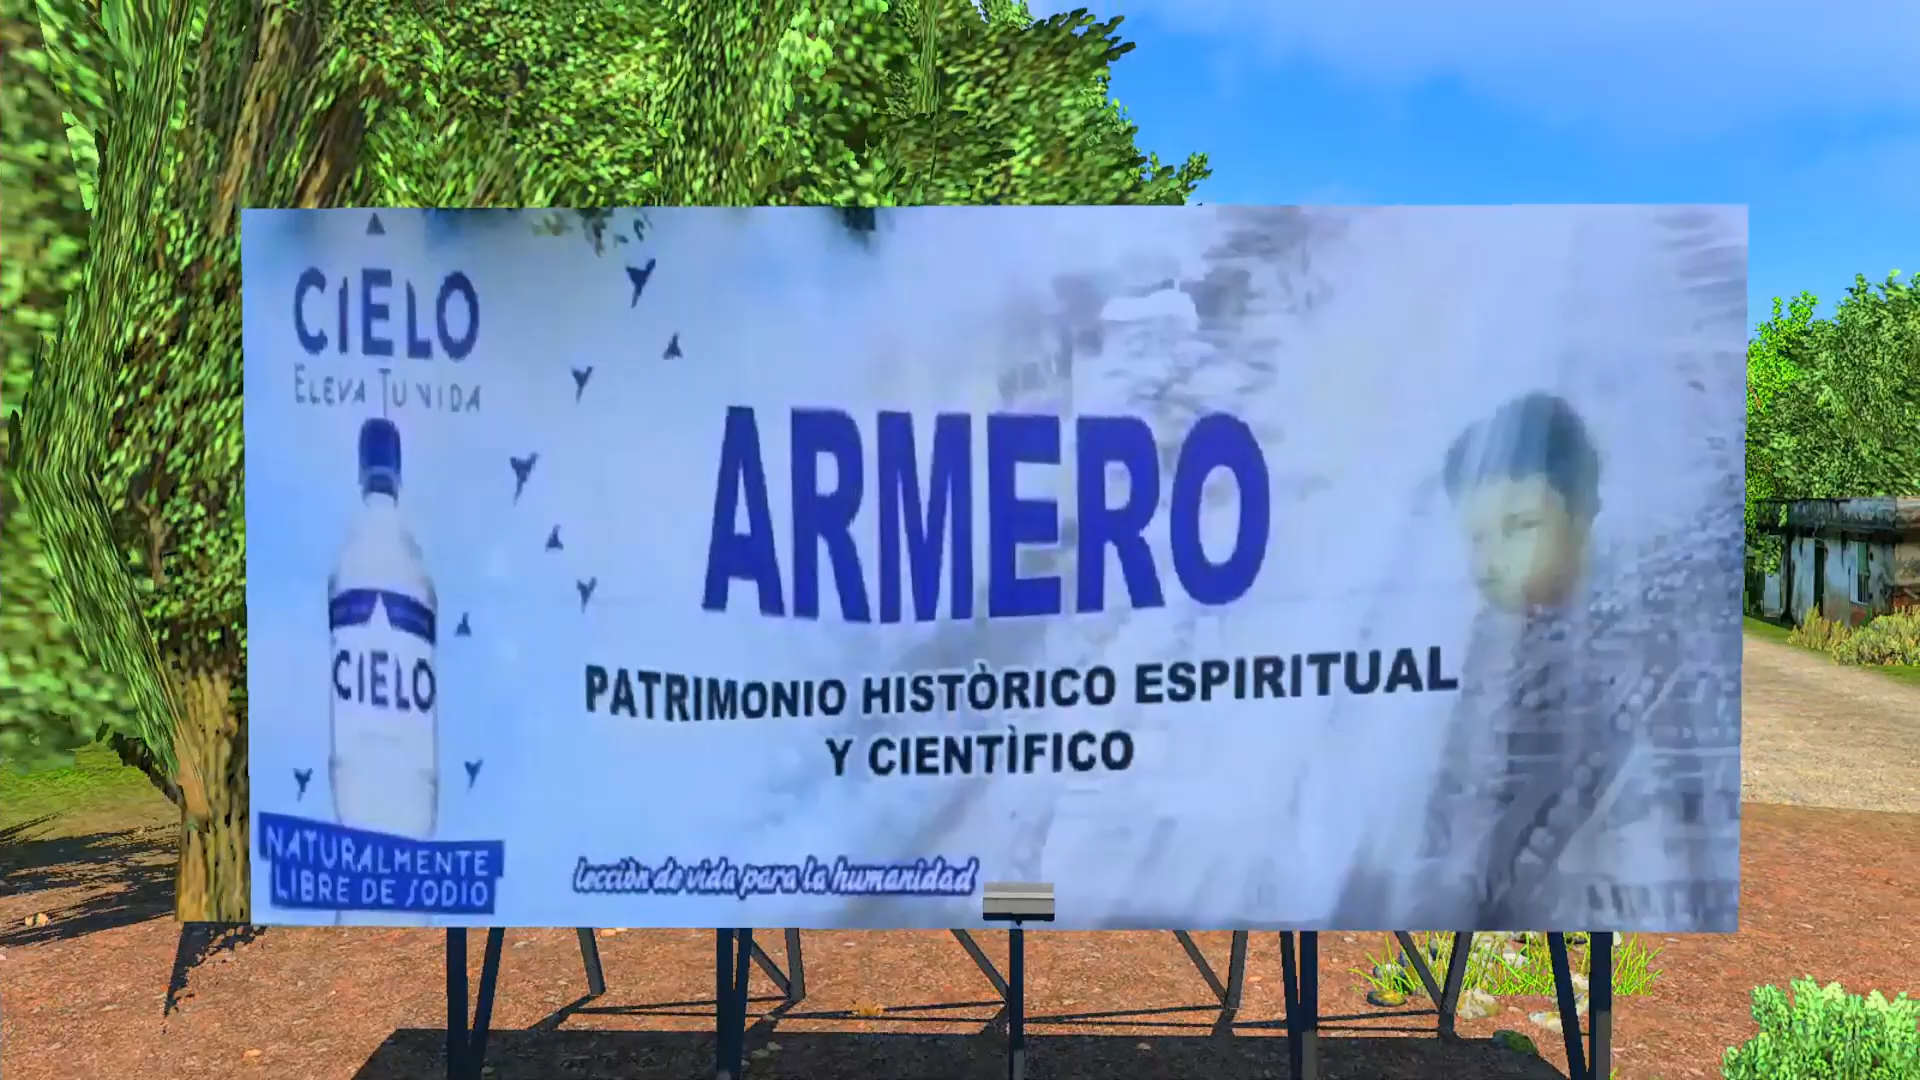 CIELO
ELEVA TU VIDA
CIELO
NATURALMENTE
LIBRE DE SODIO
ARMERO
PATRIMONIO HISTÒRICO ESPIRITUAL
Y CIENTÌFICO
lecciòn de vida para la humanidad